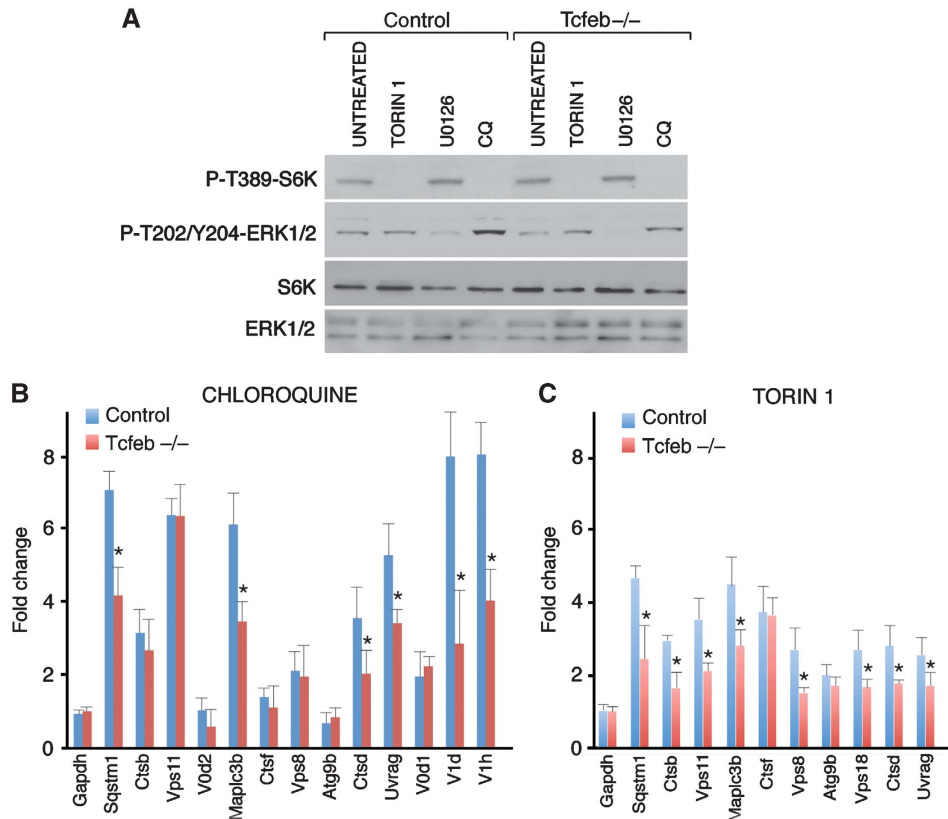 A
Control
Tcfeb–/–
UNTREATED
TORIN 1
U0126
CQ
UNTREATED
TORIN 1
U0126
CQ
P-T389-S6K
P-T202/Y204-ERK1/2
S6K
ERK1/2
B
CHLOROQUINE
Control
Tcfeb –/–
Fold change
8
6
4
2
0
*
*
*
*
*
*
Gapdh
Sqstm1
Ctsb
Vps11
V0d2
Maplc3b
Ctsf
Vps8
Atg9b
Ctsd
Uvrag
V0d1
V1d
V1h
C
TORIN 1
Control
Tcfeb –/–
Fold change
8
6
4
2
0
*
*
*
*
*
*
*
*
Gapdh
Sqstm1
Ctsb
Vps11
Maplc3b
Ctsf
Vps8
Atg9b
Vps18
Ctsd
Uvrag